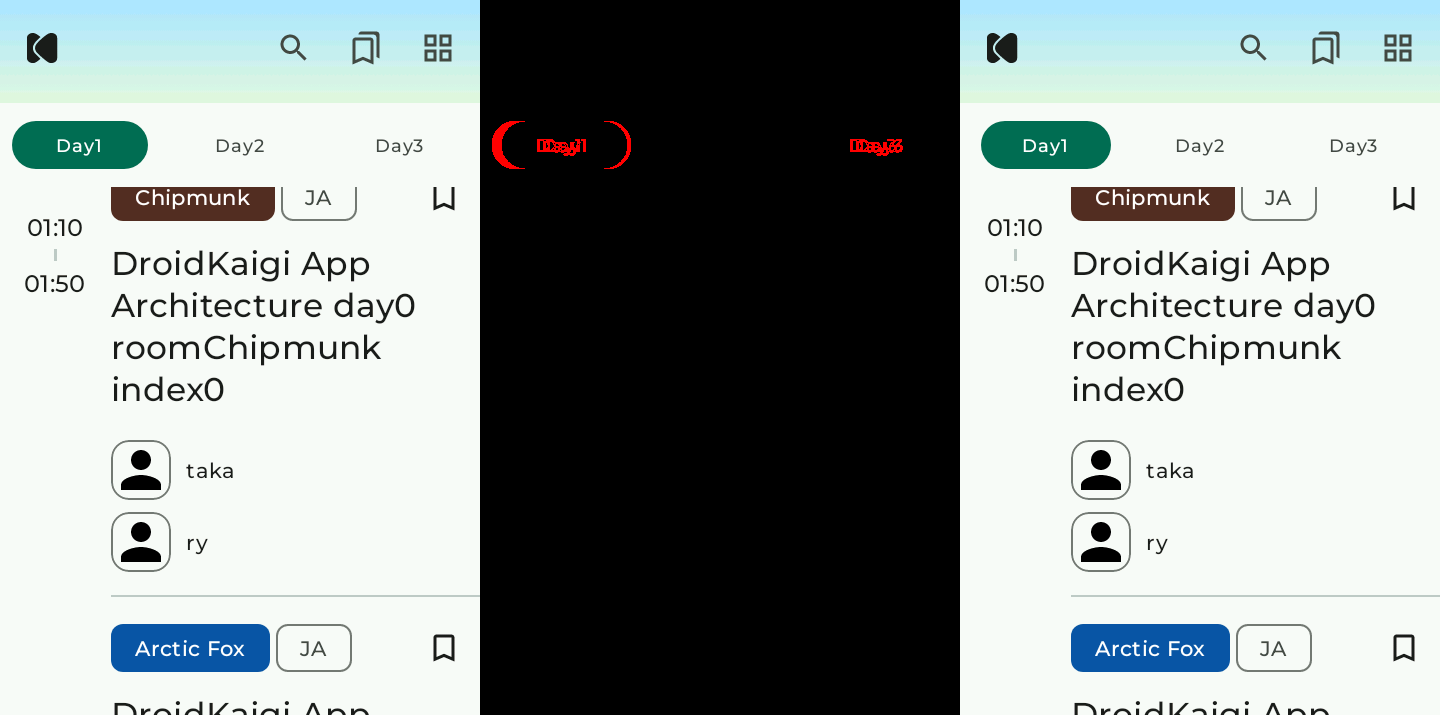 Day1 Day2 Day3
Chipmunk JA
01:10
01:50
DroidKaigi App
Architecture day0
roomChipmunk
index0
taka
ry
Arctic Fox JA
DroidKaigi App
Day1 Day3
Day1 Day2 Day3
Chipmunk JA
01:10
01:50
DroidKaigi App
Architecture day0
roomChipmunk
index0
taka
ry
Arctic Fox JA
DroidKaigi App